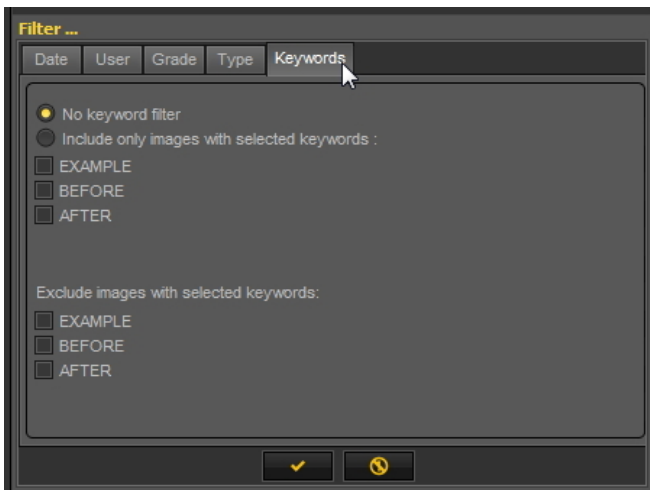 Filter ...
Date User Grade Type Keywords
No keyword filter
Include only images with selected keywords :
EXAMPLE
BEFORE
AFTER
Exclude images with selected keywords:
EXAMPLE
BEFORE
AFTER